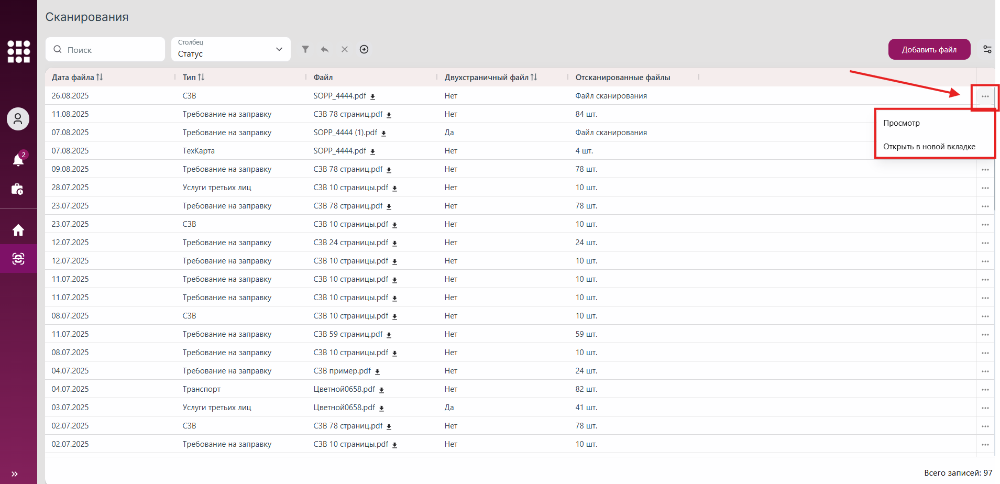 Сканирования
Поиск
Столбец
Статус
Добавить файл
Дата файла Тип Файл Двухстраничный файл Отсканированные файлы
26.08.2025 СЗВ SOPP_4444.pdf Нет Файл сканирования
11.08.2025 Требование на заправку СЗВ 78 страниц.pdf Нет 84 шт.
Просмотр
07.08.2025 Требование на заправку SOPP_4444 (1).pdf Да Файл сканирования
Открыть в новой вкладке
07.08.2025 ТехКарта SOPP_4444.pdf Нет 4 шт.
2
09.08.2025 Требование на заправку СЗВ 78 страниц.pdf Нет 78 шт.
28.07.2025 Услуги третьих лиц СЗВ 10 страницы.pdf Нет 10 шт.
23.07.2025 Требование на заправку СЗВ 78 страниц.pdf Нет 78 шт.
23.07.2025 СЗВ СЗВ 10 страницы.pdf Нет 10 шт.
12.07.2025 Требование на заправку СЗВ 24 страницы.pdf Нет 24 шт.
12.07.2025 Требование на заправку СЗВ 10 страницы.pdf Нет 10 шт.
11.07.2025 Требование на заправку СЗВ 10 страницы.pdf Нет 10 шт.
11.07.2025 Требование на заправку СЗВ 10 страницы.pdf Нет 10 шт.
08.07.2025 СЗВ СЗВ 10 страницы.pdf Нет 10 шт.
11.07.2025 Требование на заправку СЗВ 59 страниц.pdf Нет 59 шт.
08.07.2025 Требование на заправку СЗВ 10 страницы.pdf Нет 10 шт.
04.07.2025 Требование на заправку СЗВ пример.pdf Нет 24 шт.
04.07.2025 Транспорт Цветной0658.pdf Нет 82 шт.
03.07.2025 Услуги третьих лиц Цветной0658.pdf Да 41 шт.
02.07.2025 СЗВ СЗВ 78 страниц.pdf Нет 78 шт.
02.07.2025 Требование на заправку СЗВ 10 страницы.pdf Нет 10 шт.
Всего записей: 97